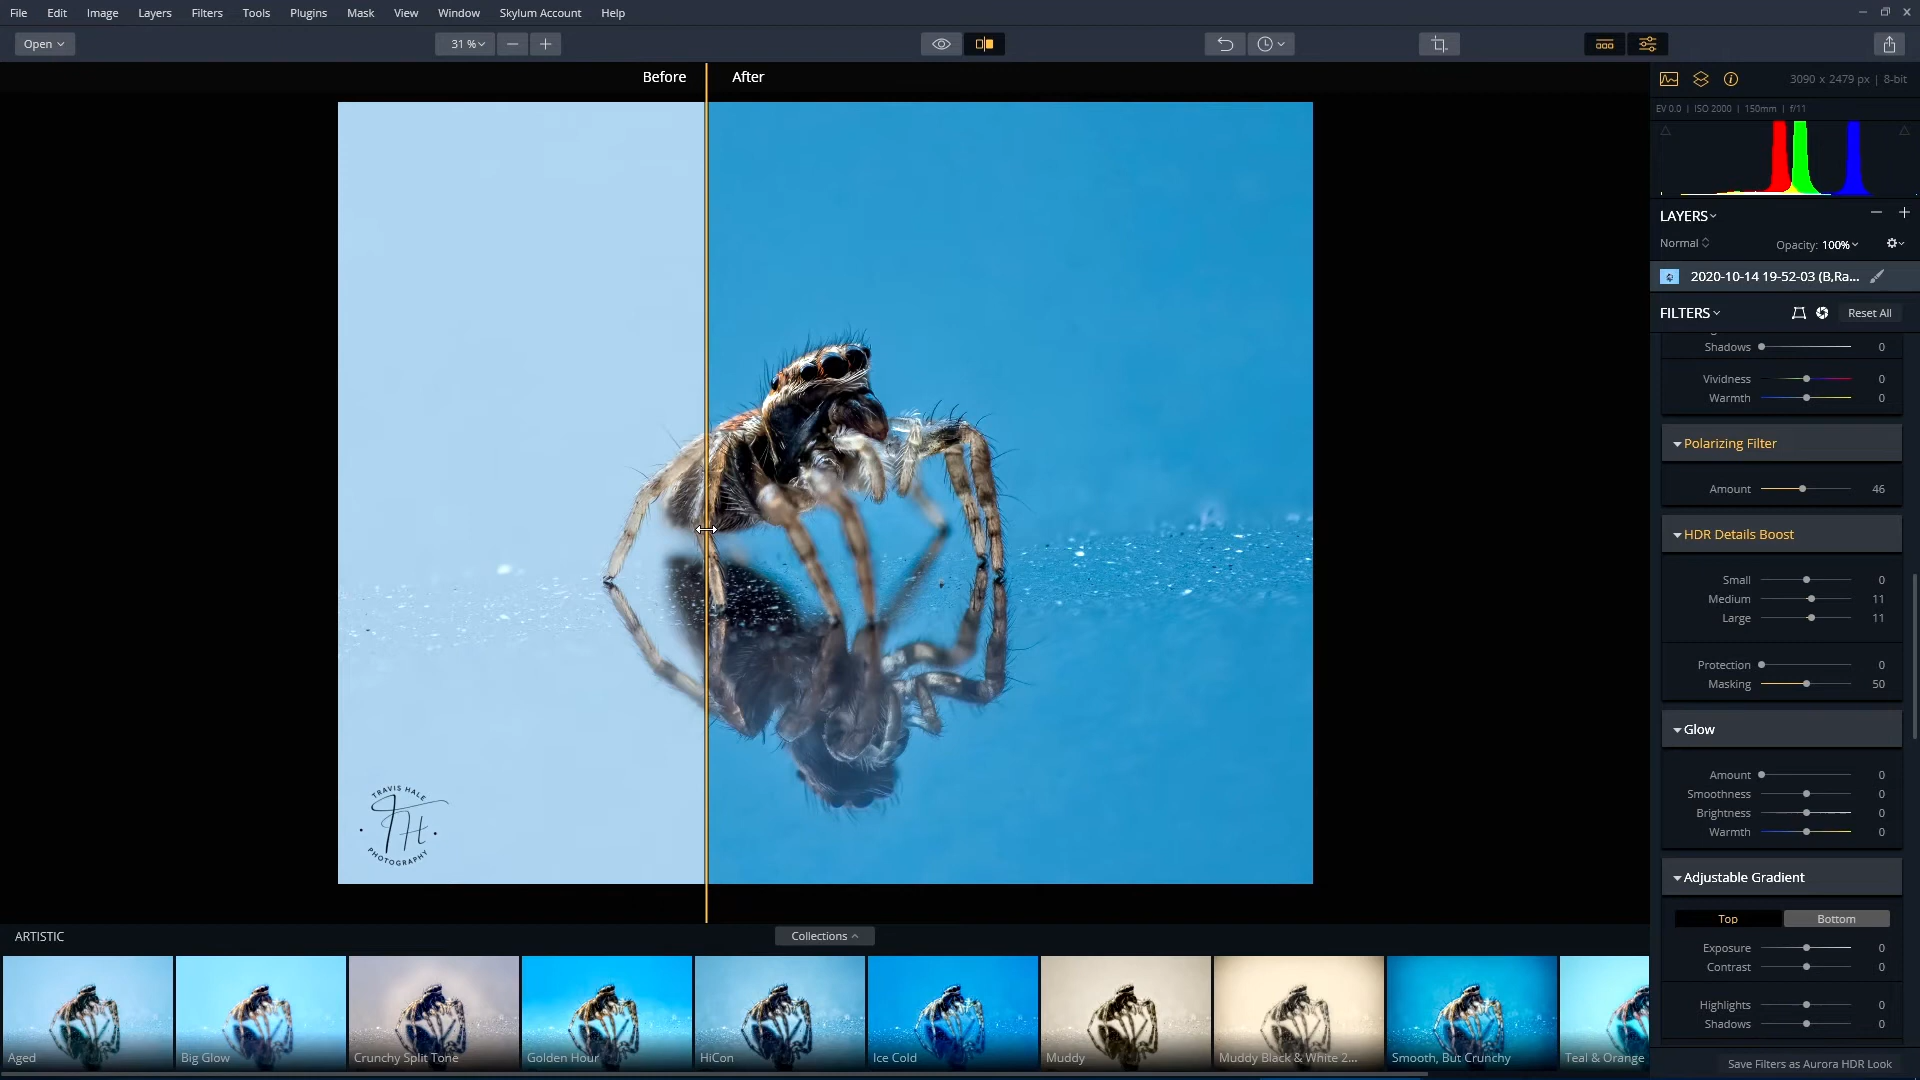 File Edit Image Layers Filters Tools Plugins Mask View Window Skylum Account Help
Open 31 %
Before After
3090 x 2479 px | 8-bit
EV 0.0 | ISO 2000 | 150mm | f/11
LAYERS
Normal Opacity: 100%
2020-10-14 19-52-03 (B,Ra...
FILTERS Reset All
Shadows 0
Vividness 0
Warmth 0
Polarizing Filter
Amount 46
HDR Details Boost
Small 0
Medium 11
Large 11
Protection 0
Masking 50
Glow
Amount 0
Smoothness 0
Brightness 0
Warmth 0
Adjustable Gradient
Top Bottom
Exposure 0
Contrast 0
Highlights 0
Shadows 0
Save Filters as Aurora HDR Look
TRAVIS HALE
TH
PHOTOGRAPHY
ARTISTIC Collections
Aged Big Glow Crunchy Split Tone Golden Hour HiCon Ice Cold Muddy Muddy Black & White 2... Smooth, But Crunchy Teal & Orange